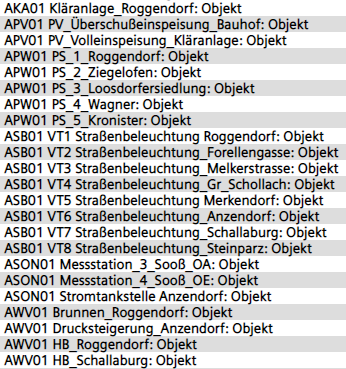 AKA01 Kläranlage_Roggendorf: Objekt
APV01 PV_Überschußeinspeisung_Bauhof: Objekt
APV01 PV_Volleinspeisung_Kläranlage: Objekt
APW01 PS_1_Roggendorf: Objekt
APW01 PS_2_Ziegelofen: Objekt
APW01 PS_3_Loosdorfersiedlung: Objekt
APW01 PS_4_Wagner: Objekt
APW01 PS_5_Kronister: Objekt
ASB01 VT1 Straßenbeleuchtung Roggendorf: Objekt
ASB01 VT2 Straßenbeleuchtung_Forellengasse: Objekt
ASB01 VT3 Straßenbeleuchtung_Melkerstrasse: Objekt
ASB01 VT4 Straßenbeleuchtung_Gr_Schollach: Objekt
ASB01 VT5 Straßenbeleuchtung Merkendorf: Objekt
ASB01 VT6 Straßenbeleuchtung_Anzendorf: Objekt
ASB01 VT7 Straßenbeleuchtung_Schallaburg: Objekt
ASB01 VT8 Straßenbeleuchtung_Steinparz: Objekt
ASON01 Messstation_3_Sooß_OA: Objekt
ASON01 Messstation_4_Sooß_OE: Objekt
ASON01 Stromtankstelle Anzendorf: Objekt
AWV01 Brunnen_Roggendorf: Objekt
AWV01 Drucksteigerung_Anzendorf: Objekt
AWV01 HB_Roggendorf: Objekt
AWV01 HB_Schallaburg: Objekt